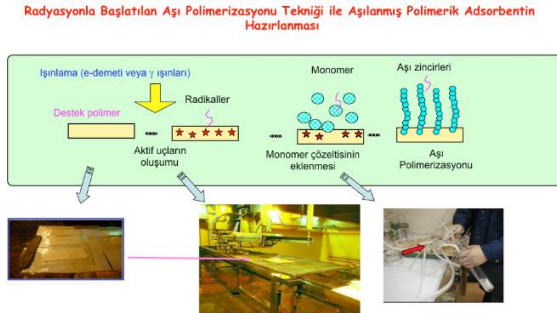 Radyasyonla Başlatılan Aşı Polimerizasyonu Tekniği ile Aşılanmış Polimerik Adsorbentin
Hazırlanması
Işınlama (e-demeti veya γ ışınları)
Destek polimer
Radikaller
Aktif uçların
oluşumu
Monomer
Monomer çözeltisinin
eklenmesi
Aşı zincirleri
Aşı
Polimerizasyonu